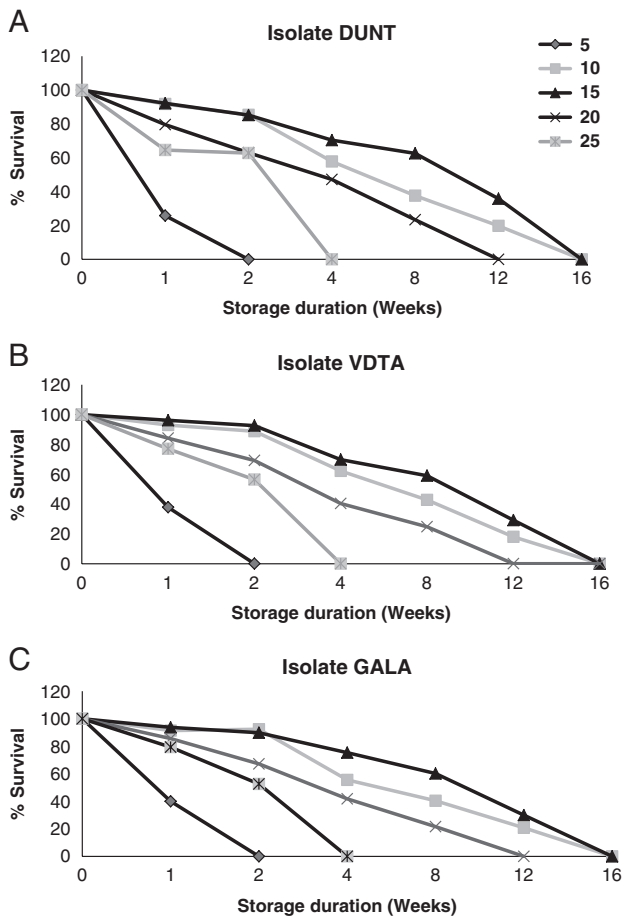 A
Isolate DUNT
5
10
15
20
25
120
100
80
60
40
20
0
% Survival
0 1 2 4 8 12 16
Storage duration (Weeks)
B
Isolate VDTA
120
100
80
60
40
20
0
% Survival
0 1 2 4 8 12 16
Storage duration (Weeks)
C
Isolate GALA
120
100
80
60
40
20
0
% Survival
0 1 2 4 8 12 16
Storage duration (Weeks)